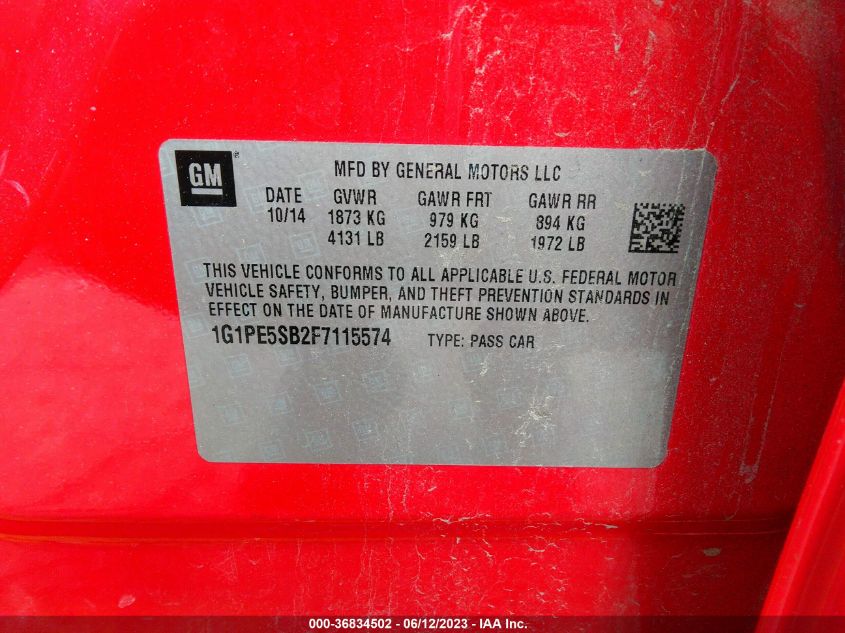 GM ®
MFD BY GENERAL MOTORS LLC
DATE GVWR GAWR FRT GAWR RR
10/14 1873 KG 979 KG 894 KG
4131 LB 2159 LB 1972 LB
THIS VEHICLE CONFORMS TO ALL APPLICABLE U.S. FEDERAL MOTOR
VEHICLE SAFETY, BUMPER, AND THEFT PREVENTION STANDARDS IN
EFFECT ON THE DATE OF MANUFACTURE SHOWN ABOVE.
1G1PE5SB2F7115574 TYPE: PASS CAR
000-36834502 - 06/12/2023 - IAA Inc.